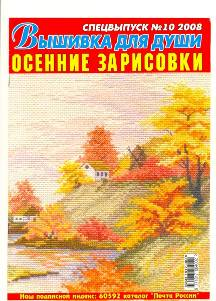 СПЕЦВЫПУСК №10 2008
ВЫШИВКА ДЛЯ ДУШИ
ОСЕННИЕ ЗАРИСОВКИ
Наш подписной индекс: 60592 каталог "Почта России"